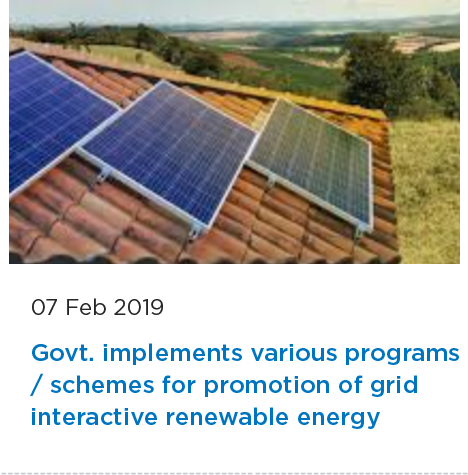 07 Feb 2019
Govt. implements various programs
/ schemes for promotion of grid
interactive renewable energy